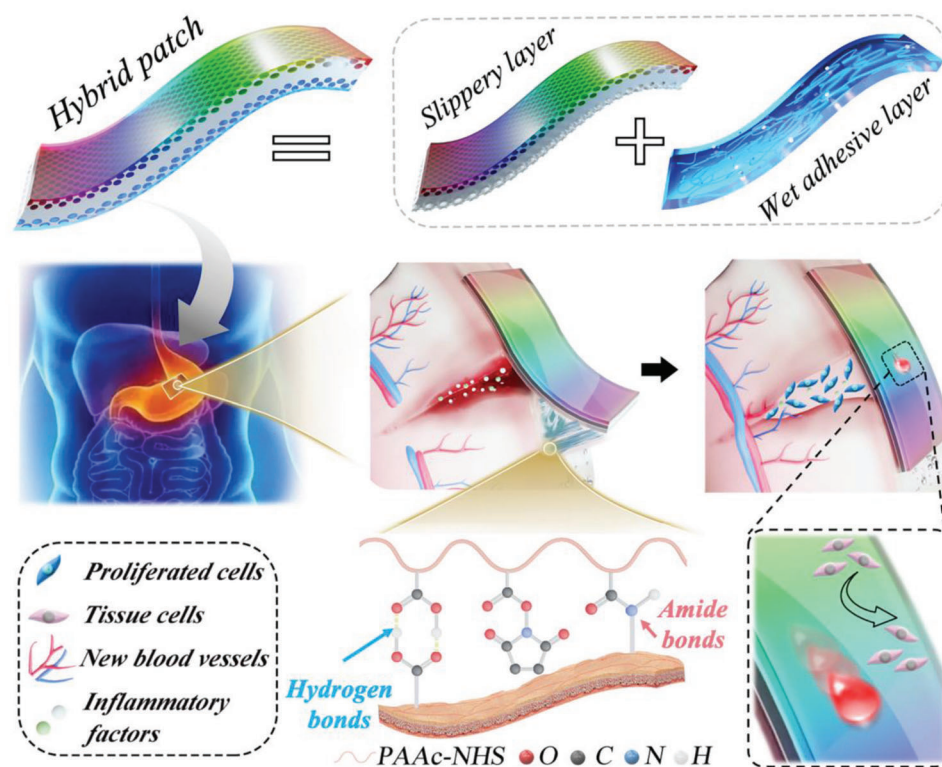 Hybrid patch
Slippery layer
Wet adhesive layer
Proliferated cells
Tissue cells
New blood vessels
Inflammatory
factors
Hydrogen
bonds
Amide
bonds
PAAc-NHS O C N H